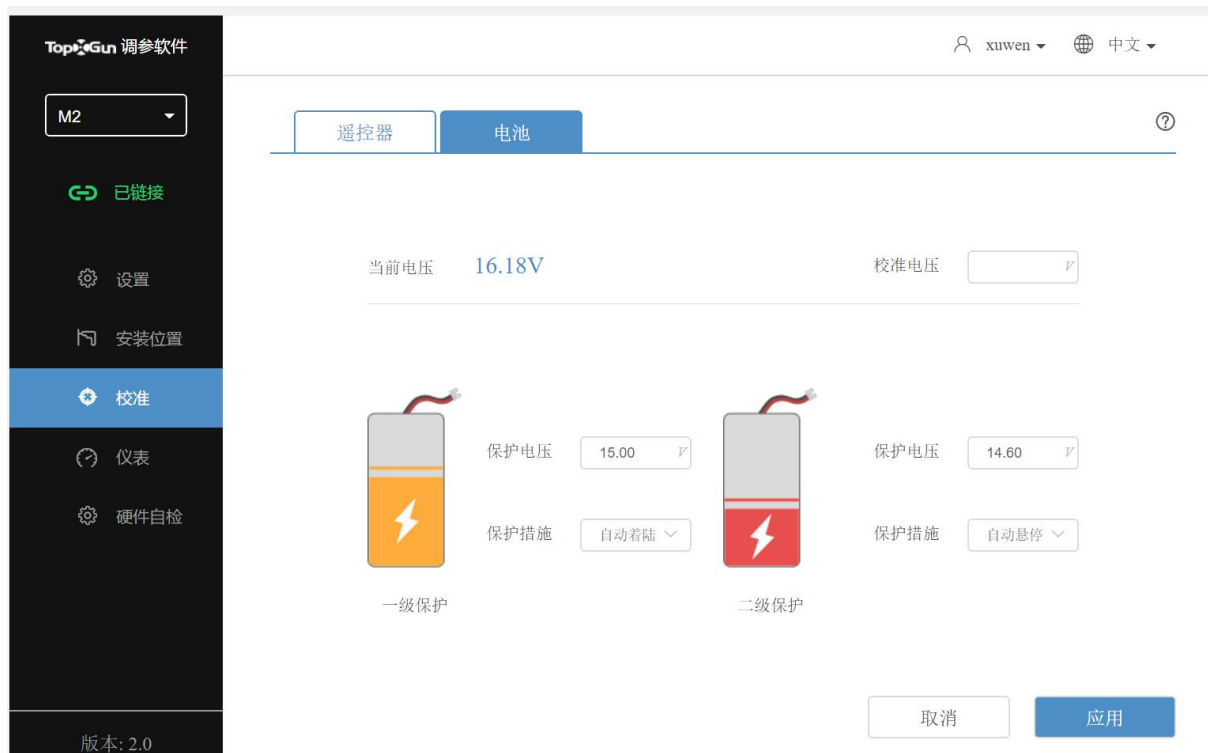 TopXGun 调参软件
xuwen
中文
M2
遥控器
电池
已链接
当前电压 16.18V
校准电压 V
设置
安装位置
校准
仪表
硬件自检
保护电压 15.00 V
保护措施 自动着陆
一级保护
保护电压 14.60 V
保护措施 自动悬停
二级保护
取消
应用
版本: 2.0